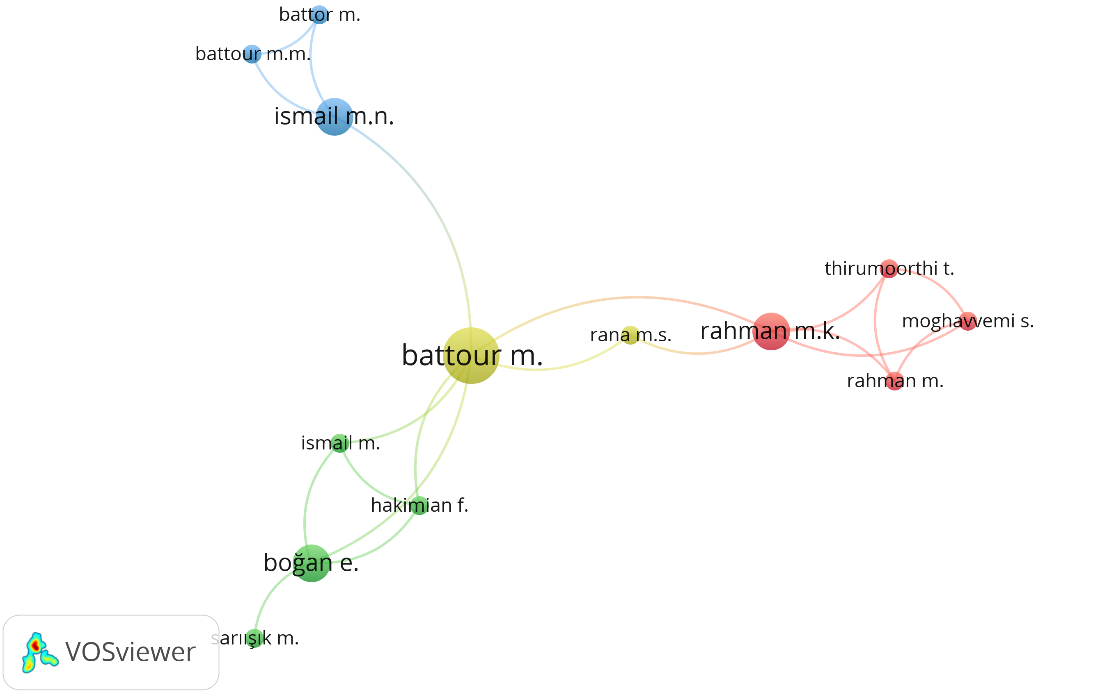 battor m.
battour m.m.
ismail m.n.
thirumoorthi t.
moghavvemi s.
rahman m.k.
rana m.s.
battour m.
rahman m.
ismail m.
hakimian f.
boğan e.
sarıışık m.
VOSviewer